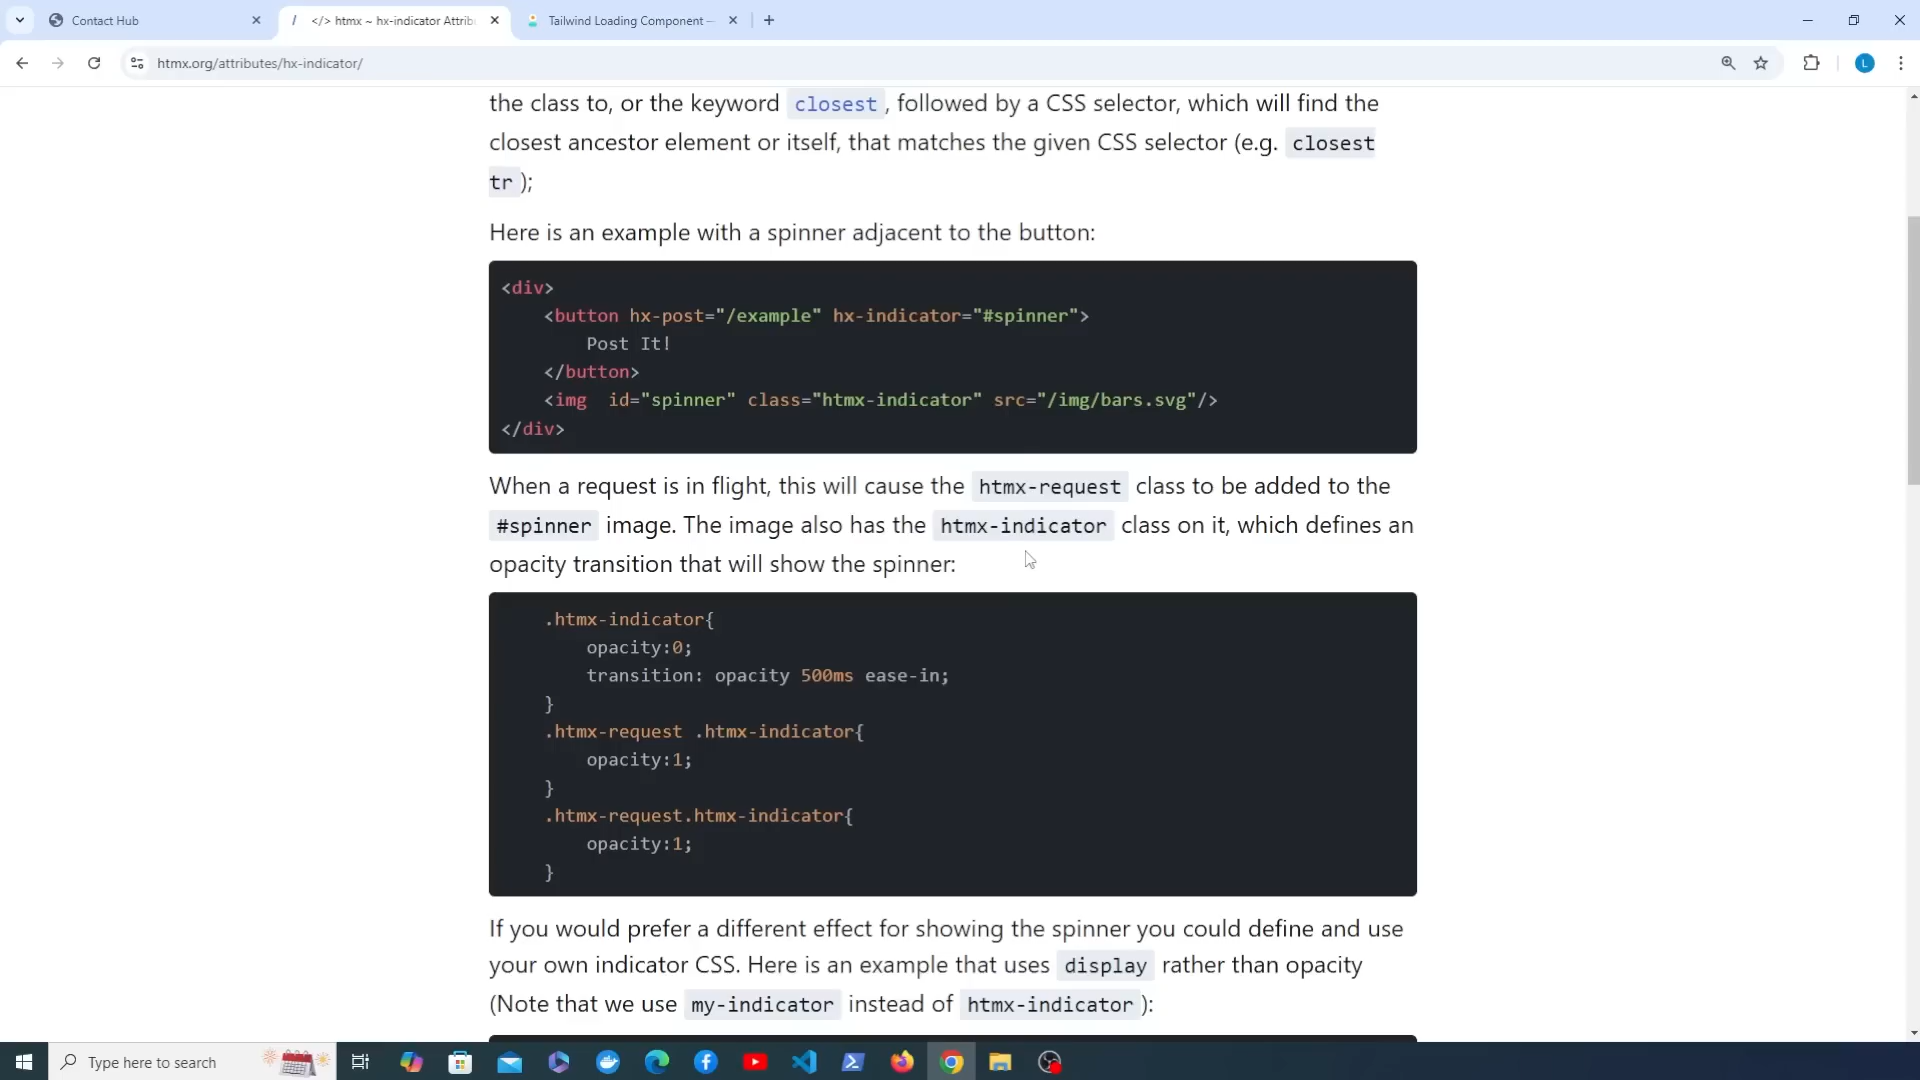 Contact Hub
/ </> htmx ~ hx-indicator Attribu
Tailwind Loading Component —
htmx.org/attributes/hx-indicator/
L
the class to, or the keyword closest, followed by a CSS selector, which will find the
closest ancestor element or itself, that matches the given CSS selector (e.g. closest
tr);
Here is an example with a spinner adjacent to the button:
<div>
<button hx-post="/example" hx-indicator="#spinner">
Post It!
</button>
<img  id="spinner" class="htmx-indicator" src="/img/bars.svg"/>
</div>
When a request is in flight, this will cause the htmx-request class to be added to the
#spinner image. The image also has the htmx-indicator class on it, which defines an
opacity transition that will show the spinner:
.htmx-indicator{
opacity:0;
transition: opacity 500ms ease-in;
}
.htmx-request .htmx-indicator{
opacity:1;
}
.htmx-request.htmx-indicator{
opacity:1;
}
If you would prefer a different effect for showing the spinner you could define and use
your own indicator CSS. Here is an example that uses display rather than opacity
(Note that we use my-indicator instead of htmx-indicator):
Type here to search